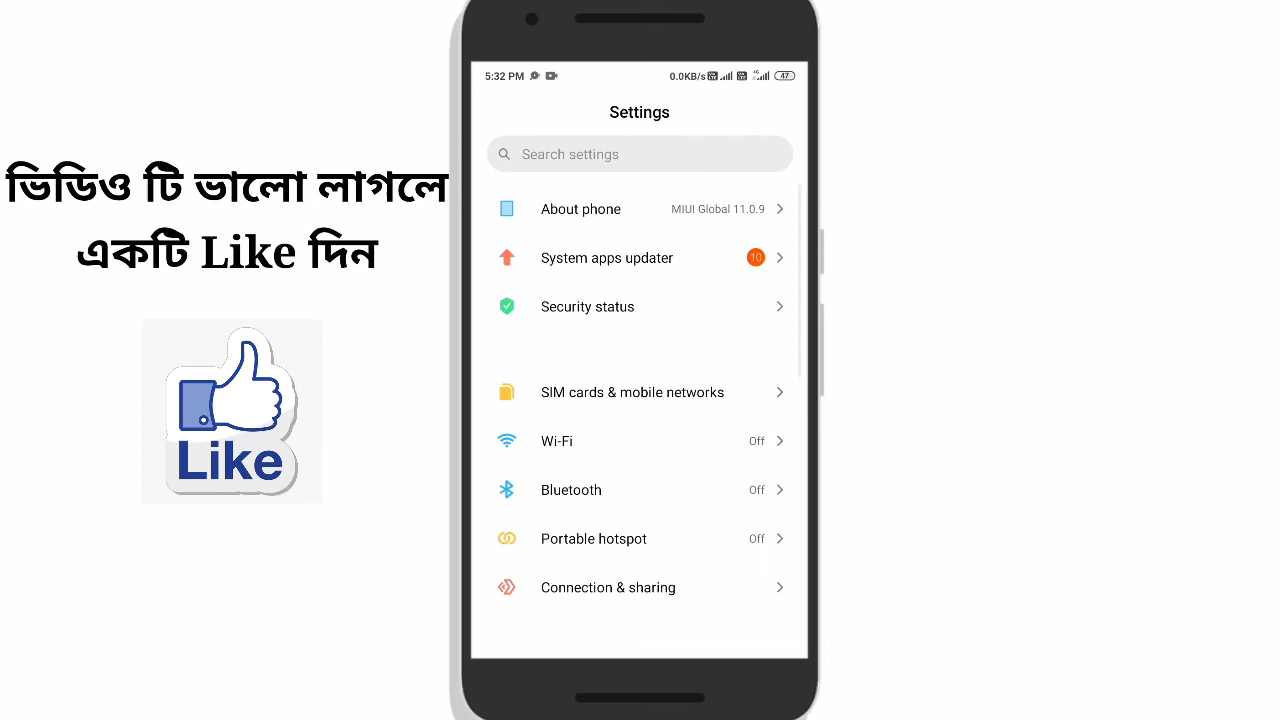 ভিডিও টি ভালো লাগলে
একটি Like দিন
Like
5:32 PM 0.0KB/s 47
Settings
Search settings
About phone MIUI Global 11.0.9
System apps updater 10
Security status
SIM cards & mobile networks
Wi-Fi Off
Bluetooth Off
Portable hotspot Off
Connection & sharing